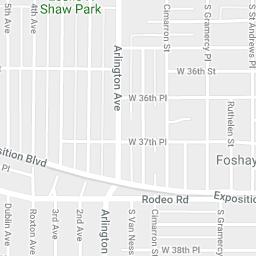 Shaw Park
5th Ave
4th Ave
Arlington Ave
Cimarron St
S Gramercy Pl
S St Andrews Pl
W 36th St
W 36th Pl
Ruthelen St
W 37th Pl
Foshay
Exposition
Rodeo Rd
sition Blvd
Dublin Ave
Roxton Ave
3rd Ave
2nd Ave
Arlington
S Van Ness
Cimarron St
S Gramercy
W 38th Pl